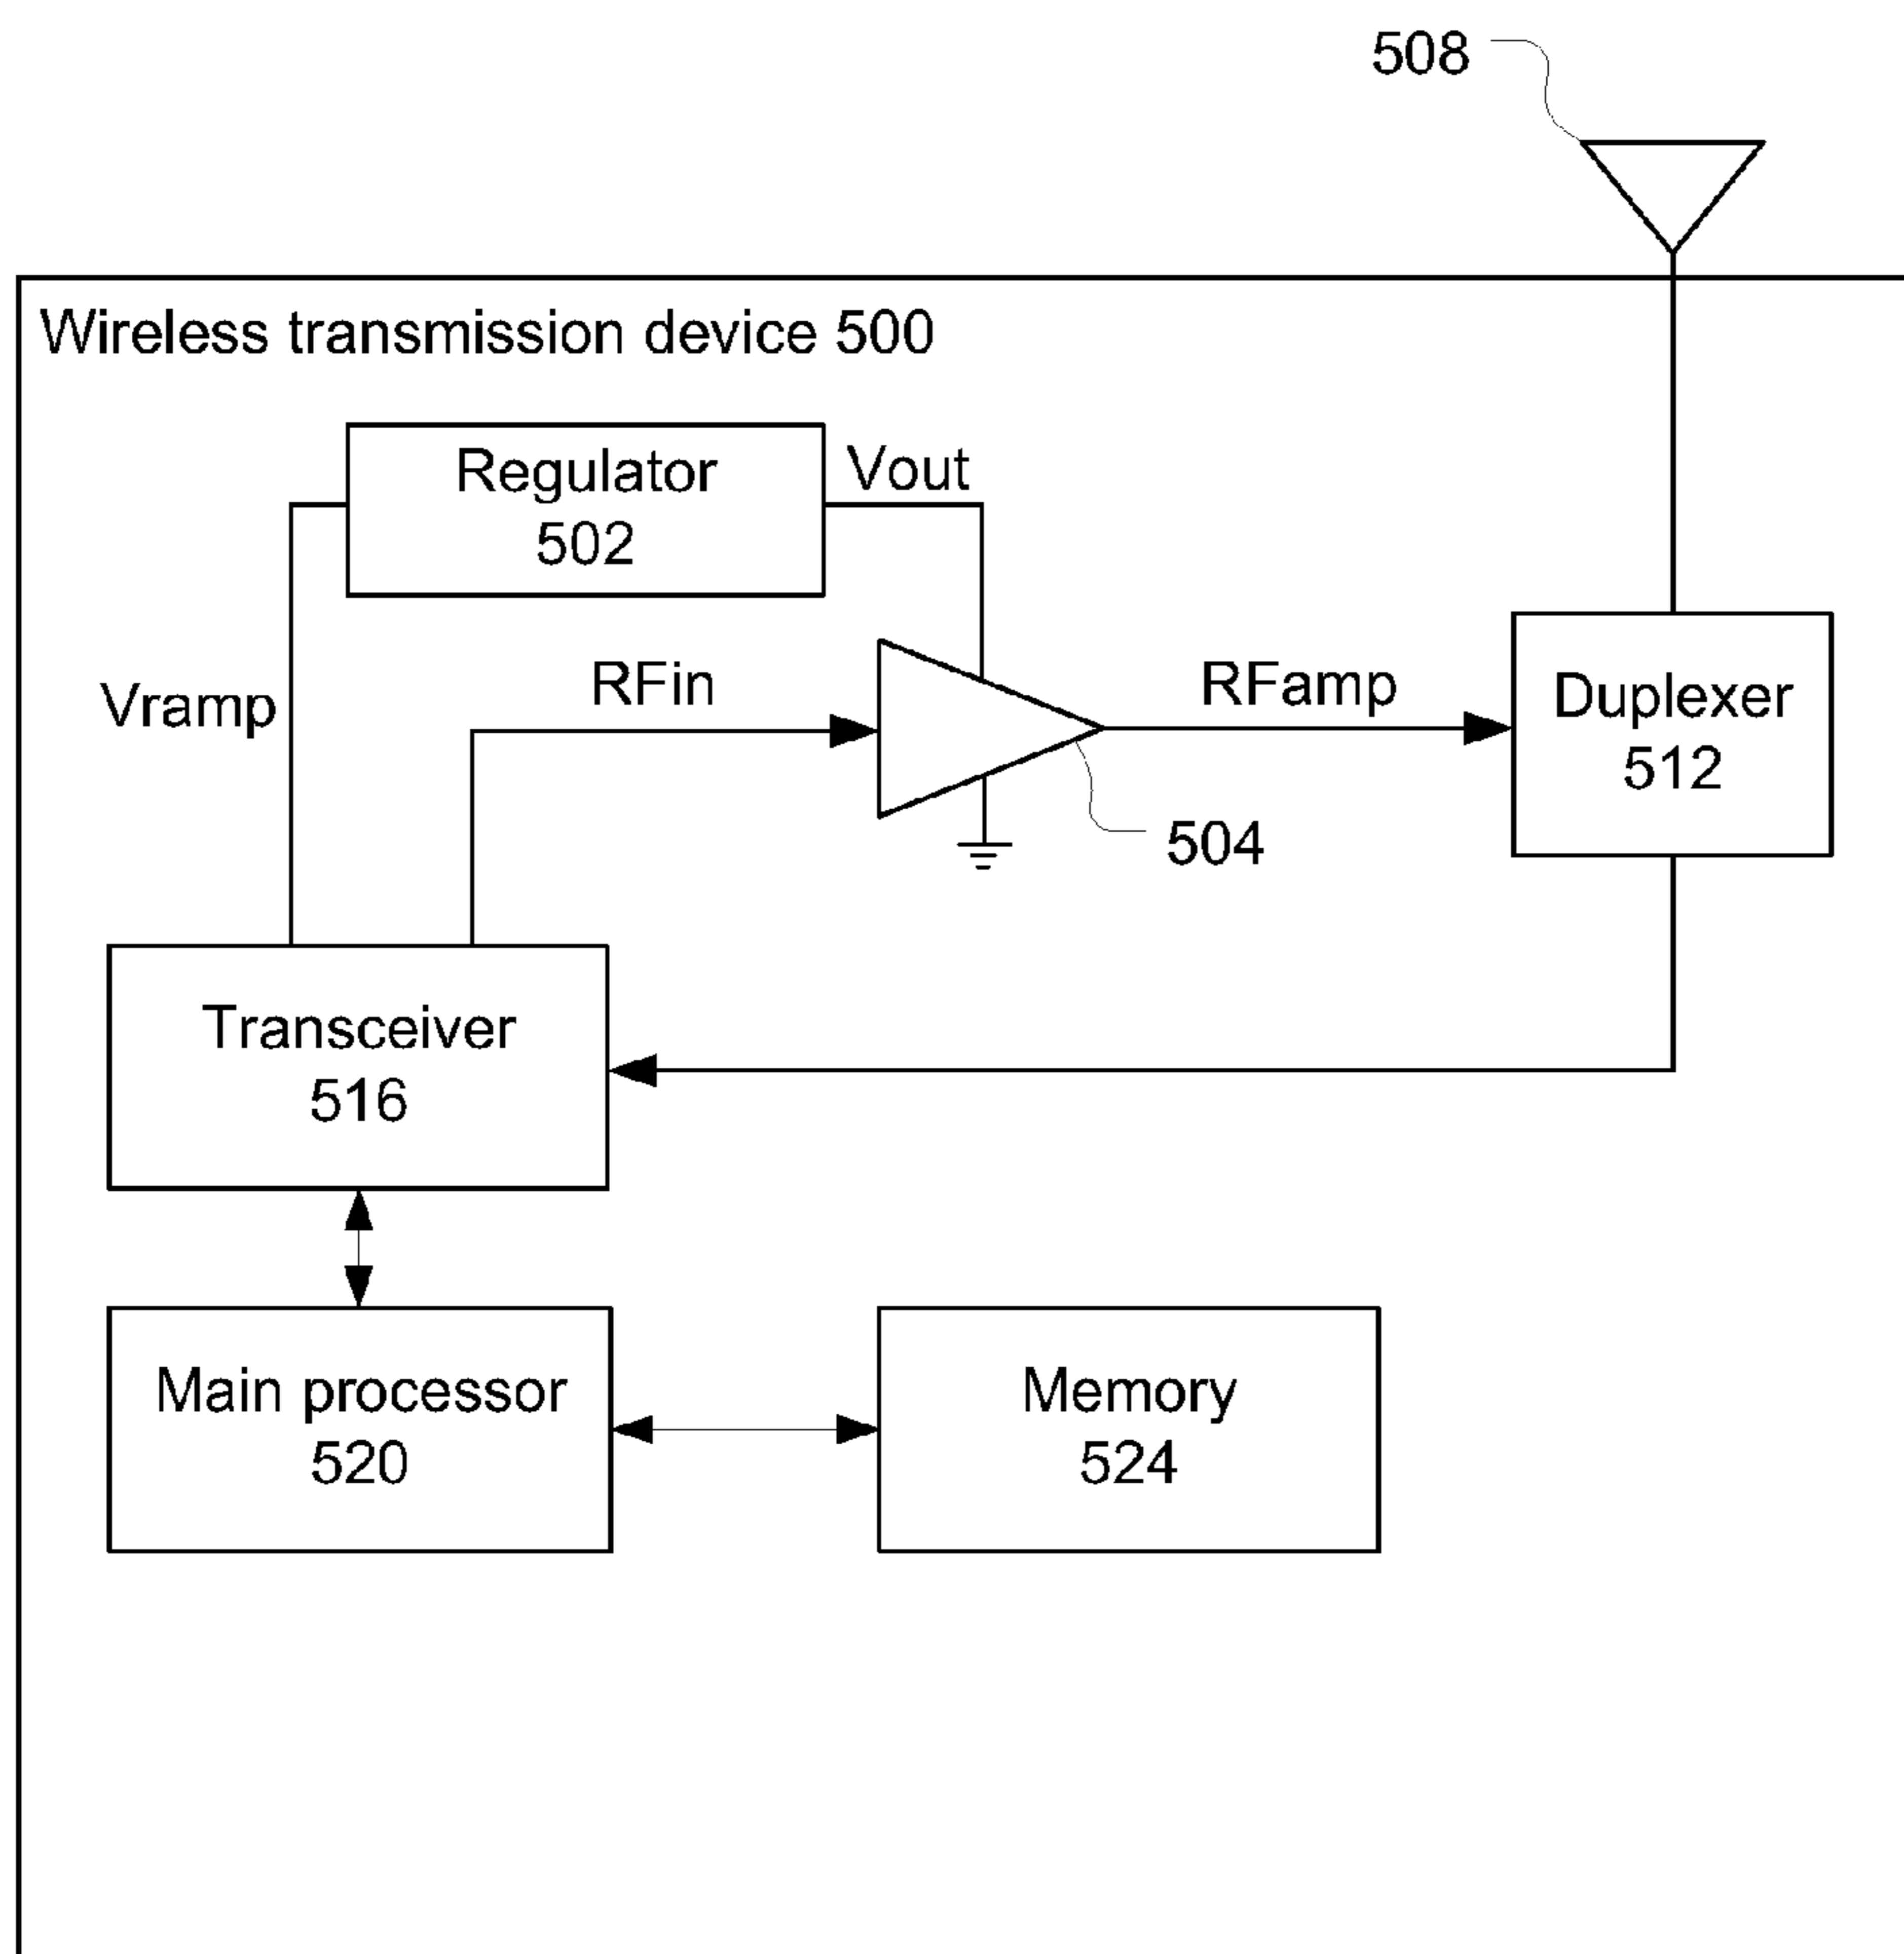 508
Wireless transmission device 500
Regulator
502
Vout
Vramp
RFin
RFamp
Duplexer
512
504
Transceiver
516
Main processor
520
Memory
524